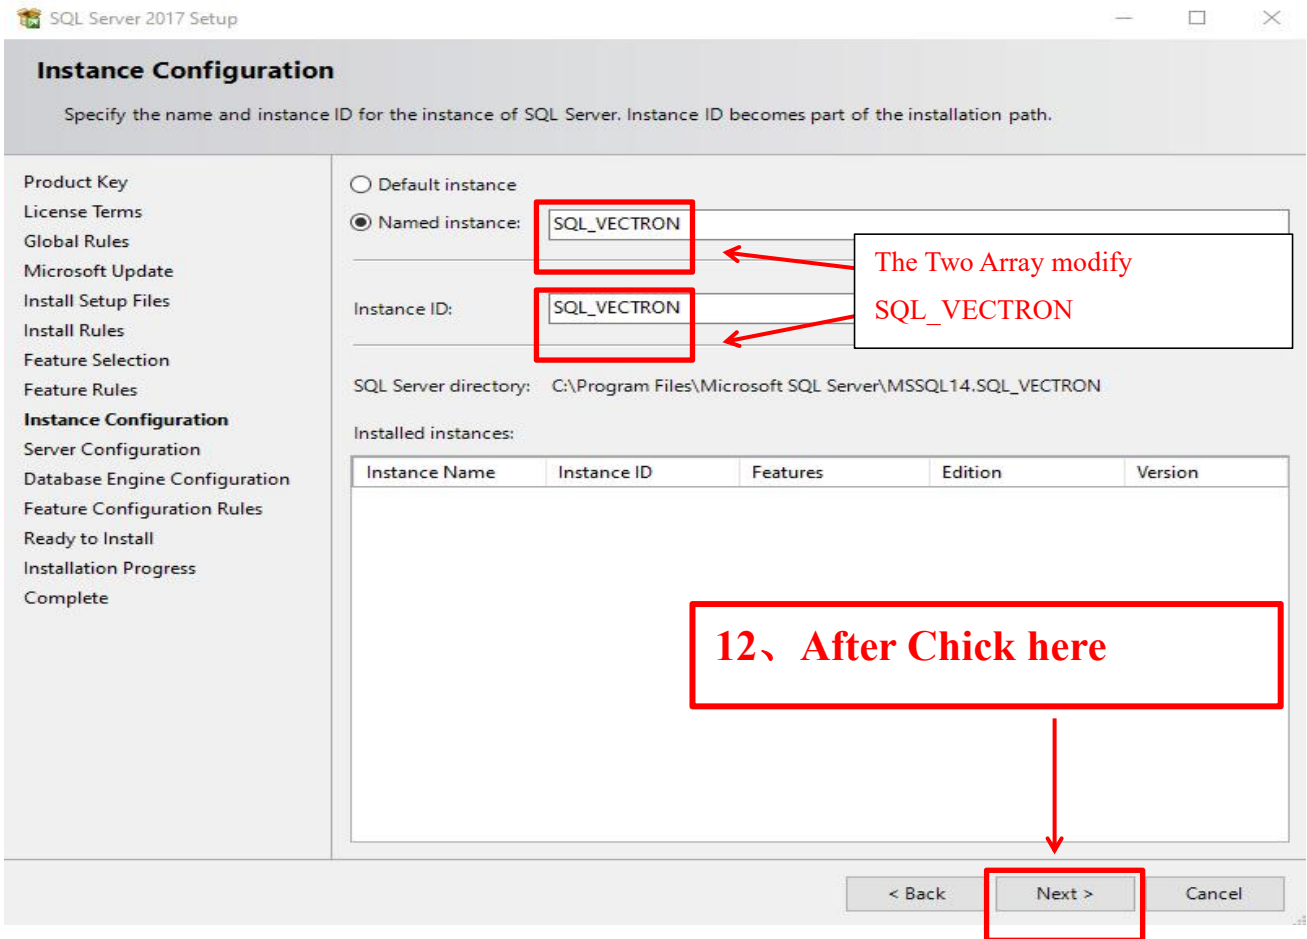 SQL Server 2017 Setup
Instance Configuration
Specify the name and instance ID for the instance of SQL Server. Instance ID becomes part of the installation path.
Product Key
License Terms
Global Rules
Microsoft Update
Install Setup Files
Install Rules
Feature Selection
Feature Rules
Instance Configuration
Server Configuration
Database Engine Configuration
Feature Configuration Rules
Ready to Install
Installation Progress
Complete
Default instance
Named instance: SQL_VECTRON
The Two Array modify
SQL_VECTRON
Instance ID: SQL_VECTRON
SQL Server directory: C:\Program Files\Microsoft SQL Server\MSSQL14.SQL_VECTRON
Installed instances:
Instance Name Instance ID Features Edition Version
12、After Chick here
< Back Next > Cancel